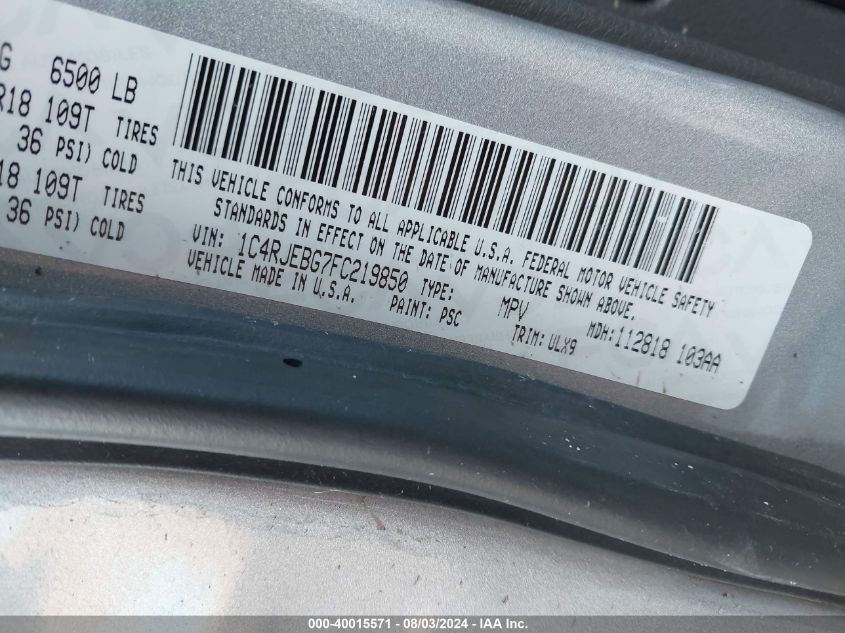 G 6500 LB
R18 109T TIRES
36 PSI) COLD
18 109T TIRES
36 PSI) COLD
THIS VEHICLE CONFORMS TO ALL APPLICABLE U.S.A. FEDERAL MOTOR VEHICLE SAFETY
STANDARDS IN EFFECT ON THE DATE OF MANUFACTURE SHOWN ABOVE.
VIN: 1C4RJEBG7FC219850 TYPE: MPV MDH:112818 103AA
VEHICLE MADE IN U.S.A. PAINT: PSC TRIM: ULX9
000-40015571 - 08/03/2024 - IAA Inc.